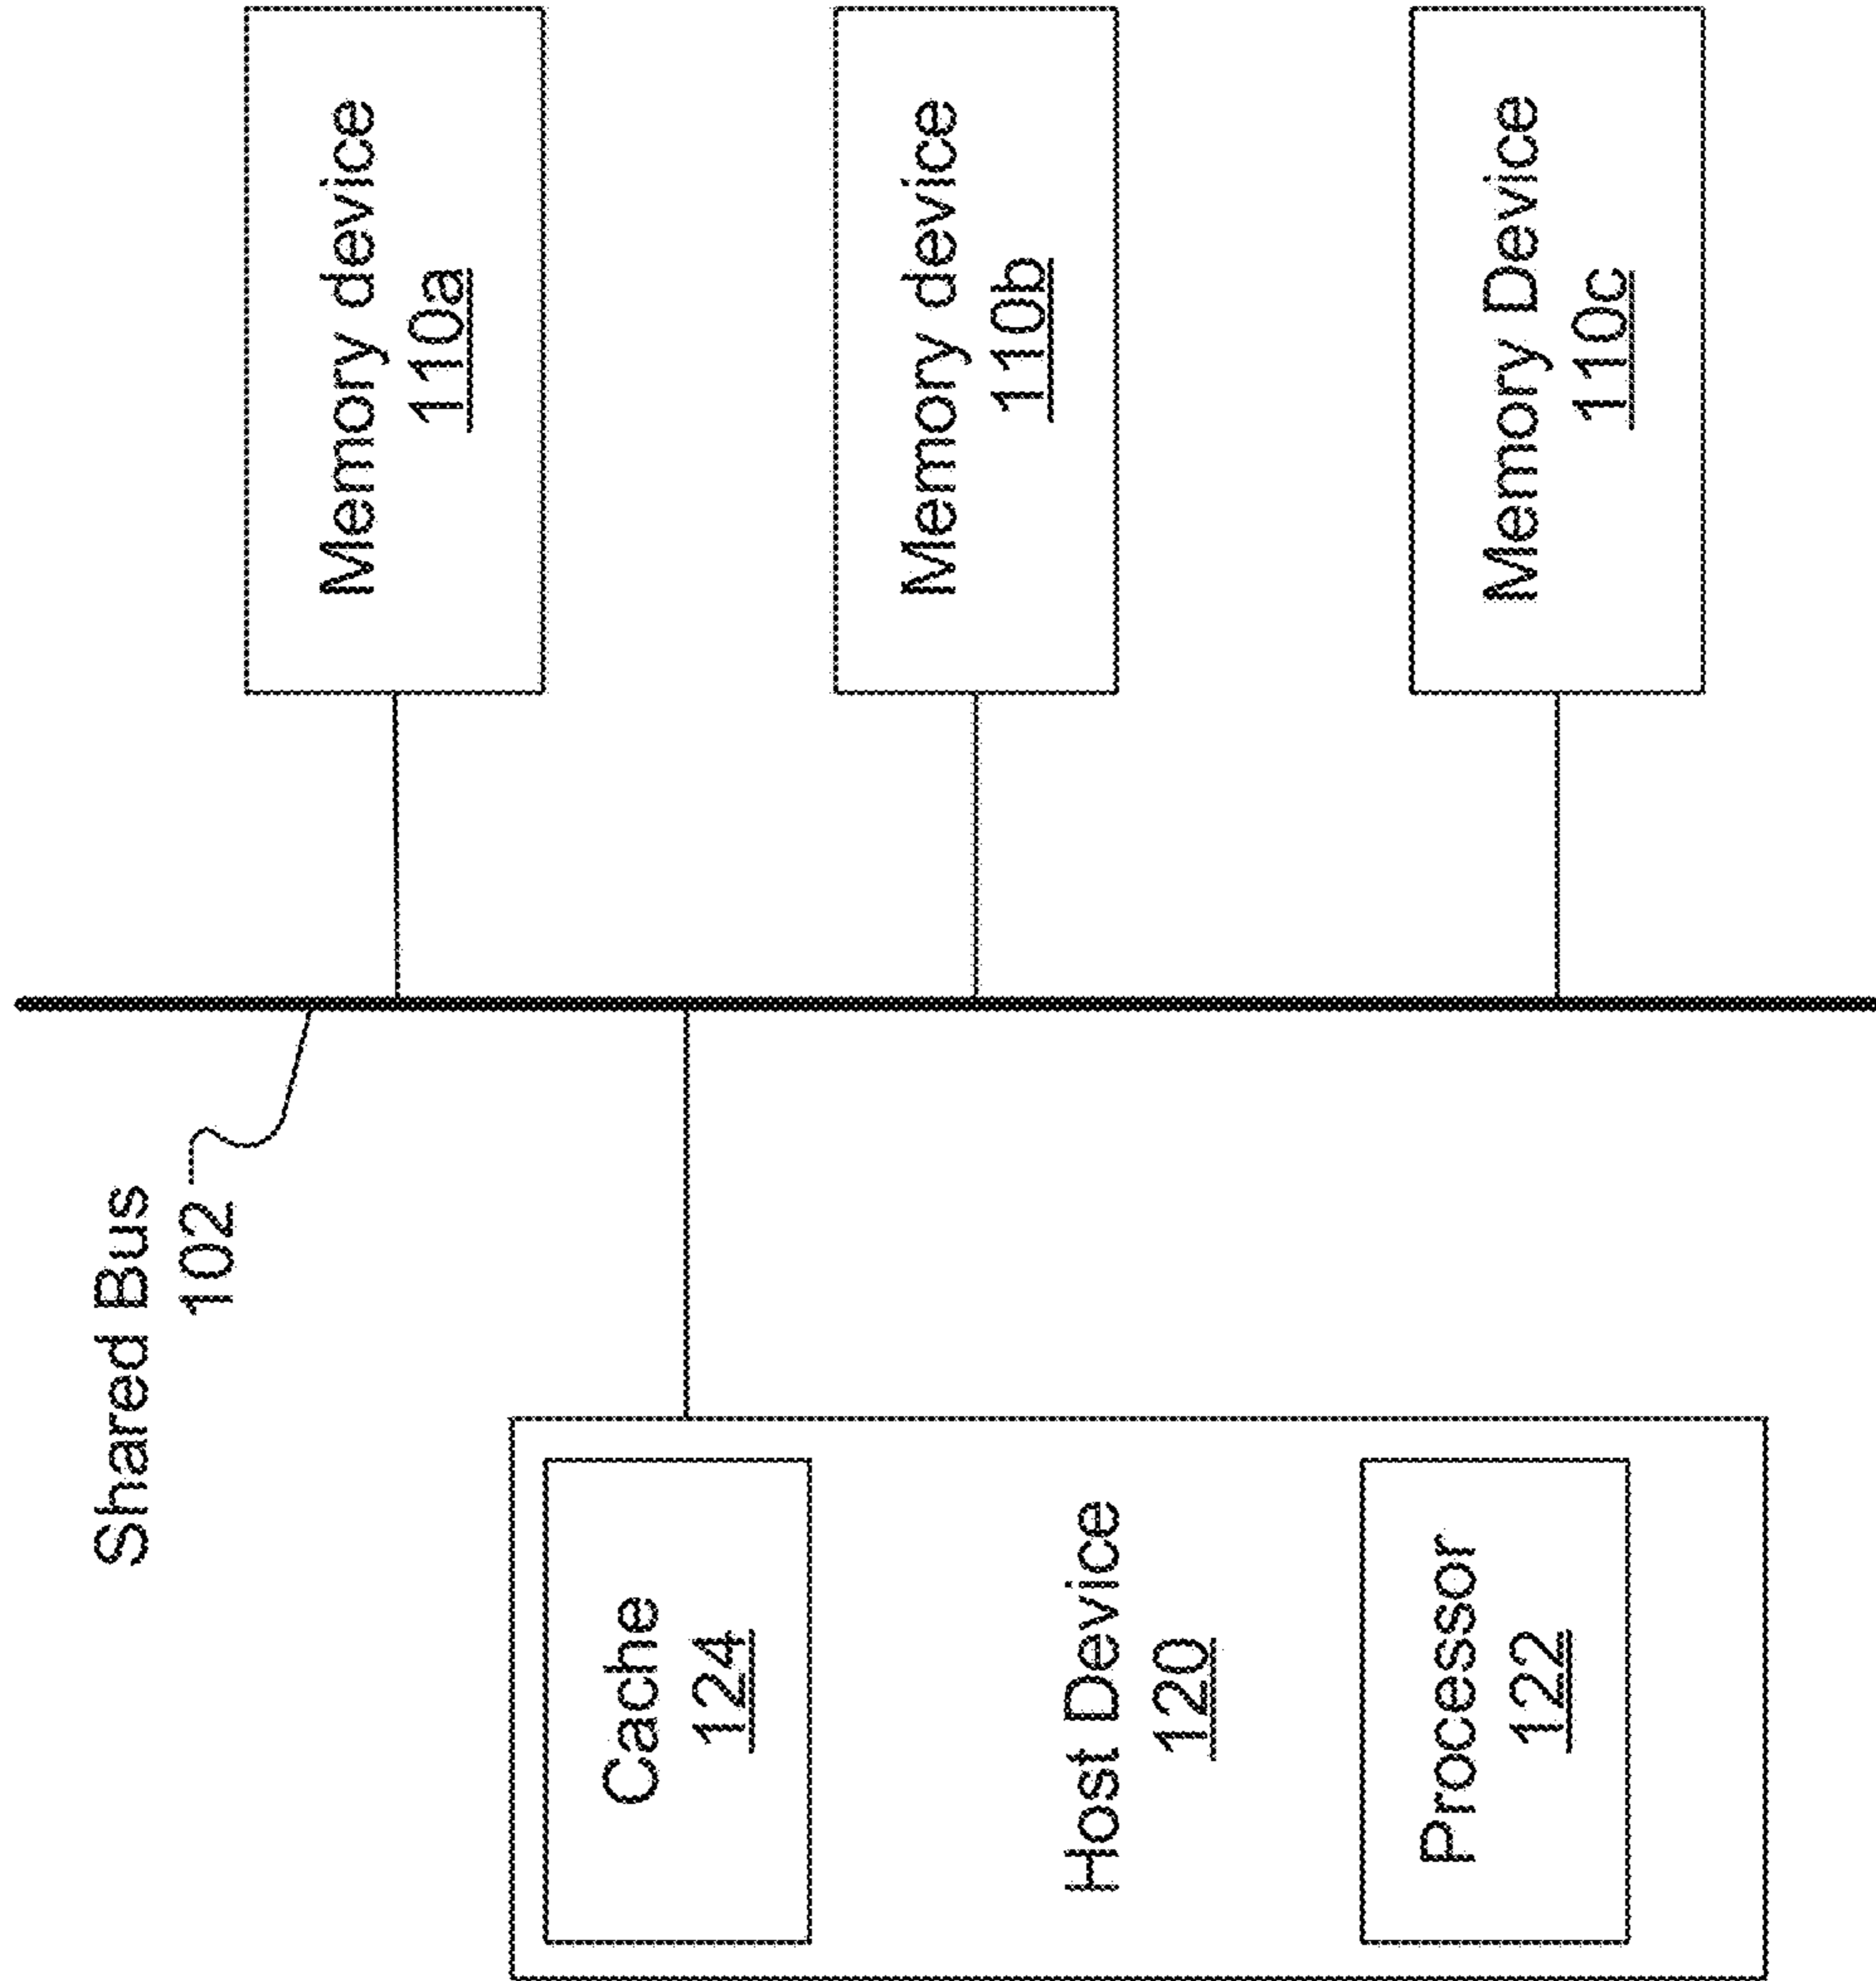 Shared Bus
102
Memory device
110a
Memory device
110b
Memory Device
110c
Cache
124
Host Device
120
Processor
122